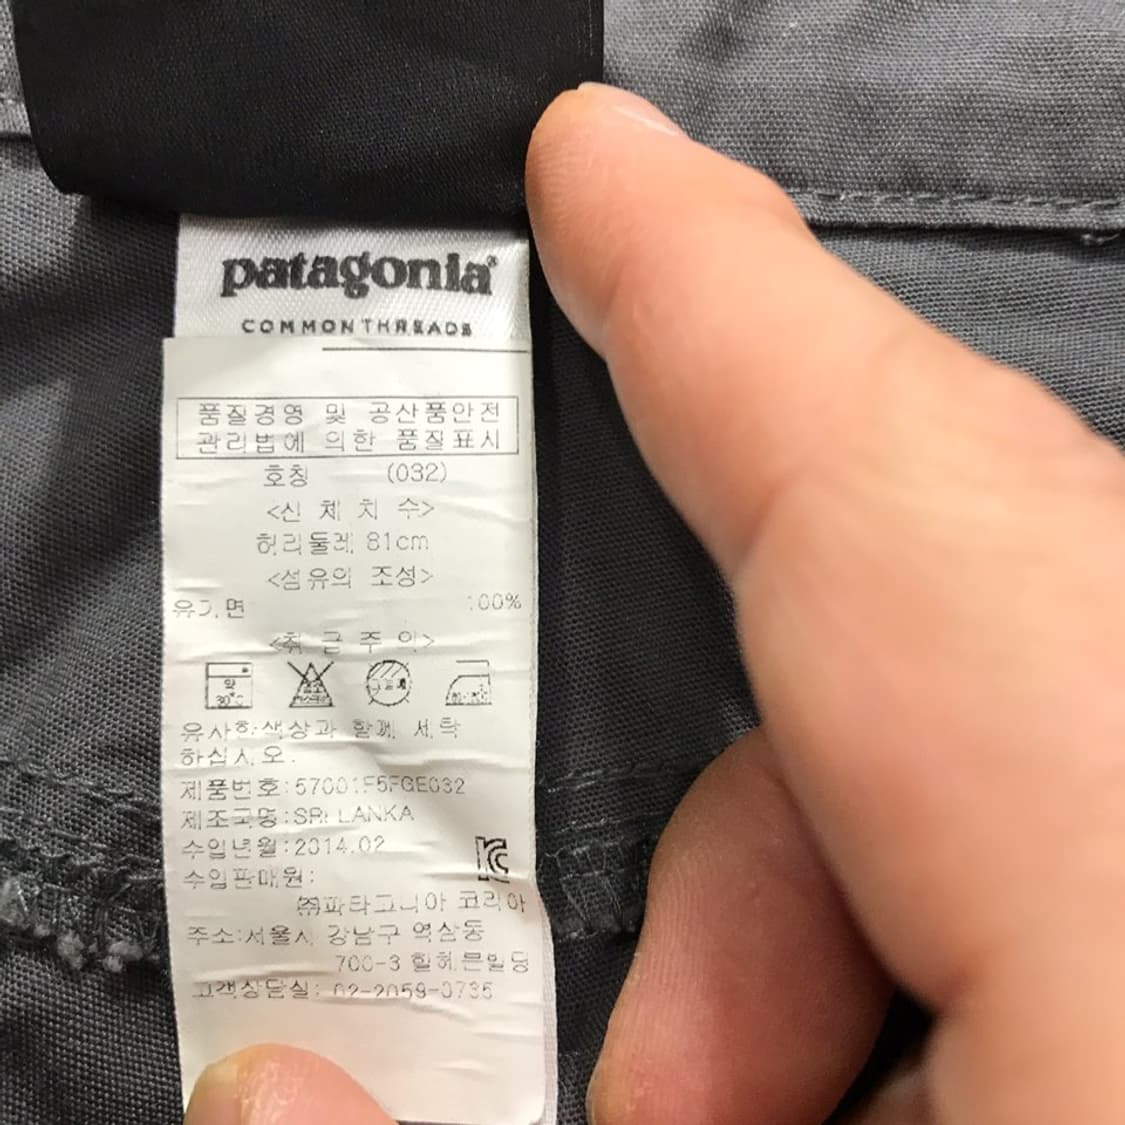 patagonia®
COMMON THREADS
품질경영 및 공산품안전
관리법에 의한 품질표시
호칭 (032)
<신 체 치 수>
허리둘레 81cm
<섬유의 조성>
유기면 100%
<취 급 주 의>
약 30℃
유사한색상과 함께 세탁
하십시오.
제품번호:57001F5FGE032
제조국명:SRI LANKA
수입년월:2014.02
수입판매원:
㈜파타고니아 코리아
주소:서울시 강남구 역삼동
700-3 빌딩
고객상담실: 02-2059-3735